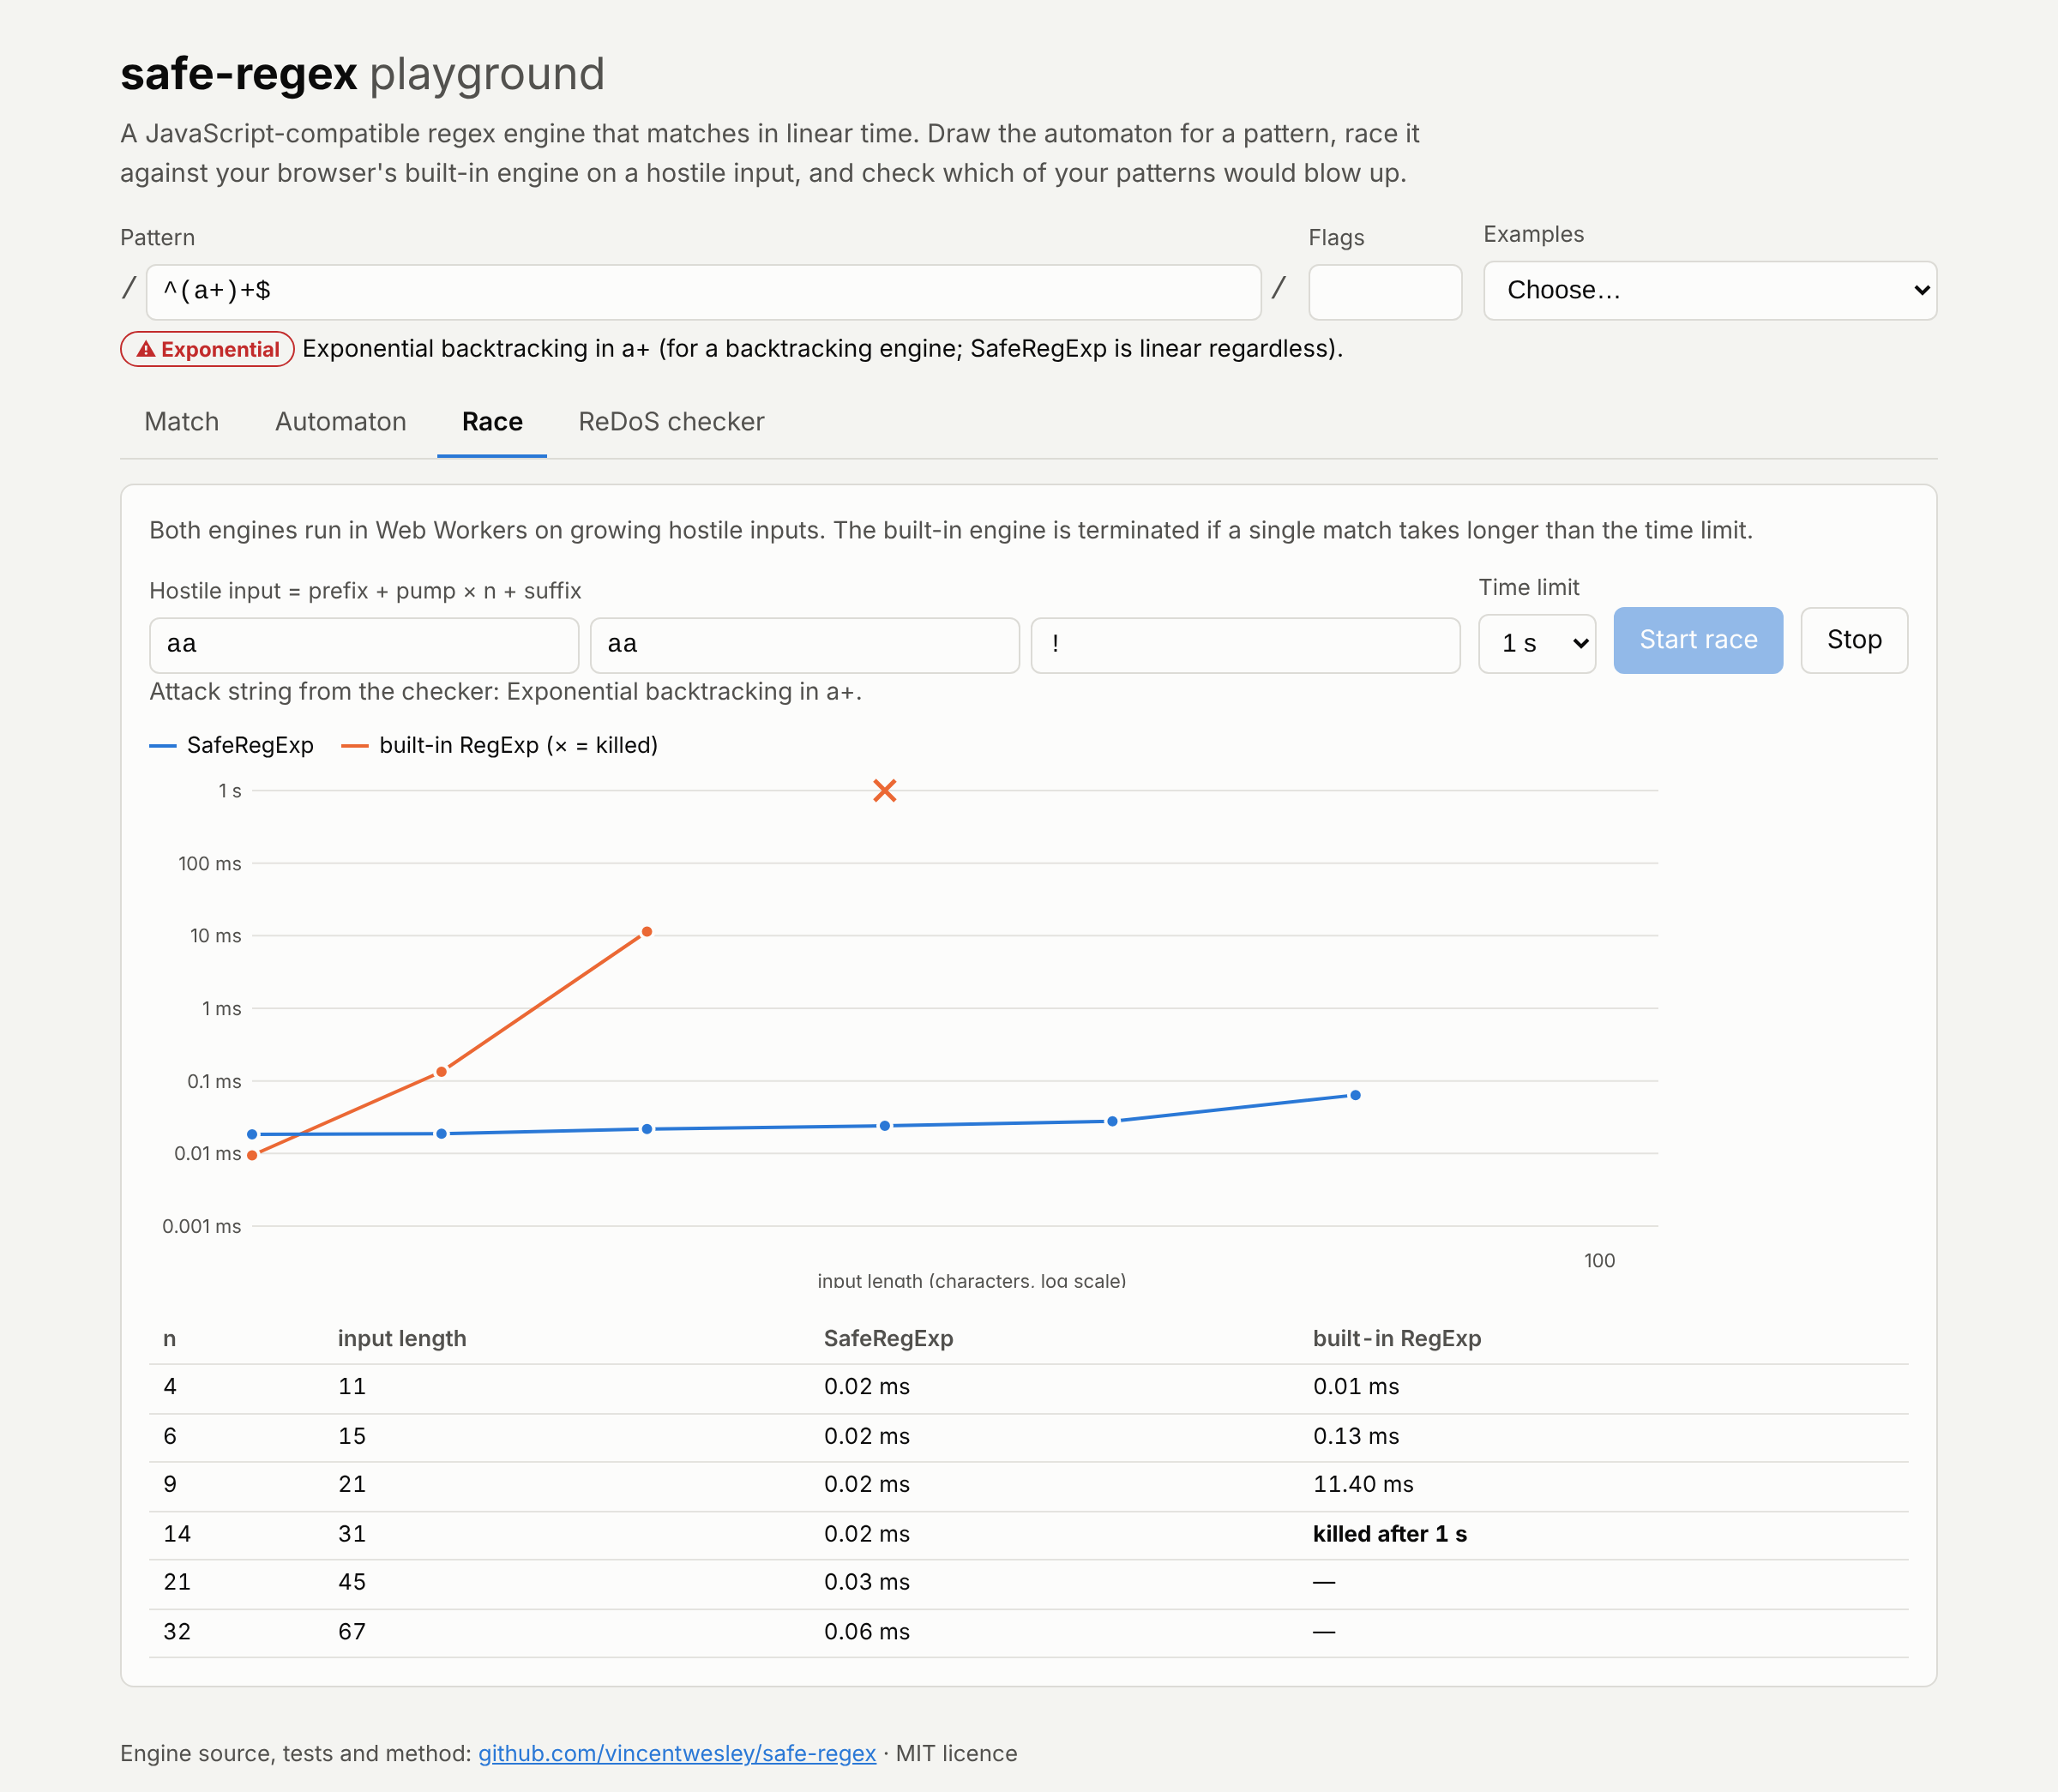 safe-regex playground
A JavaScript-compatible regex engine that matches in linear time. Draw the automaton for a pattern, race it
against your browser's built-in engine on a hostile input, and check which of your patterns would blow up.
Pattern
Flags
Examples
/ ^(a+)+$ /
Choose…
Exponential Exponential backtracking in a+ (for a backtracking engine; SafeRegExp is linear regardless).
Match Automaton Race ReDoS checker
Both engines run in Web Workers on growing hostile inputs. The built-in engine is terminated if a single match takes longer than the time limit.
Hostile input = prefix + pump × n + suffix
Time limit
aa aa ! 1 s Start race Stop
Attack string from the checker: Exponential backtracking in a+.
SafeRegExp built-in RegExp (× = killed)
1 s
100 ms
10 ms
1 ms
0.1 ms
0.01 ms
0.001 ms
100
input length (characters, log scale)
n input length SafeRegExp built-in RegExp
4 11 0.02 ms 0.01 ms
6 15 0.02 ms 0.13 ms
9 21 0.02 ms 11.40 ms
14 31 0.02 ms killed after 1 s
21 45 0.03 ms —
32 67 0.06 ms —
Engine source, tests and method: github.com/vincentwesley/safe-regex · MIT licence